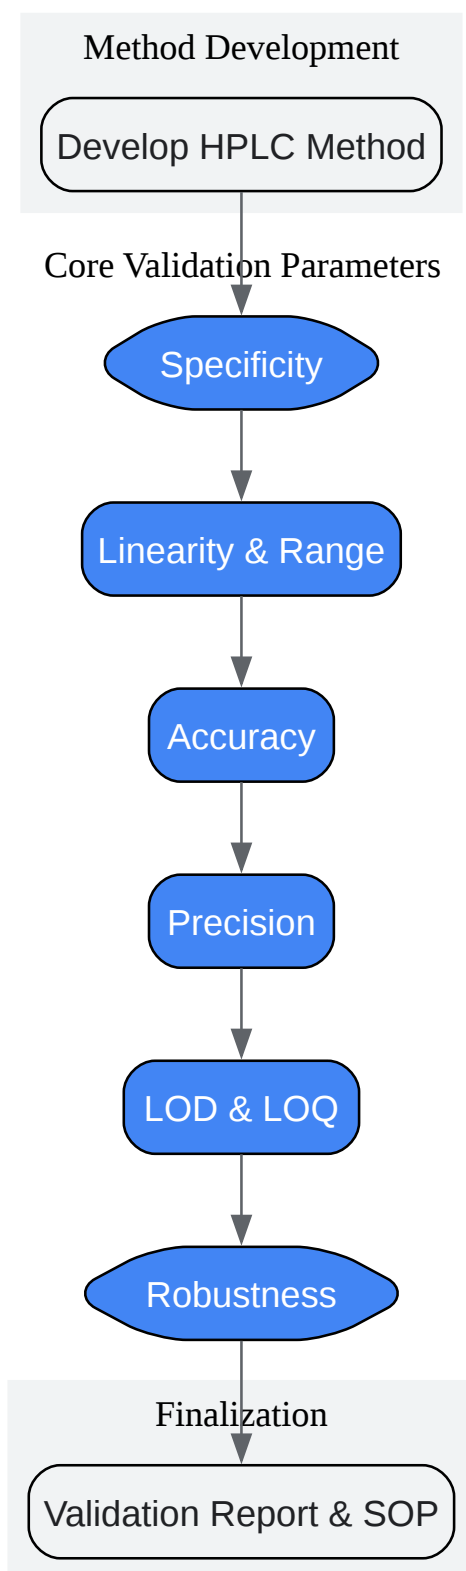 Method Development
Develop HPLC Method
Core Validation Parameters
Specificity
Linearity & Range
Accuracy
Precision
LOD & LOQ
Robustness
Finalization
Validation Report & SOP